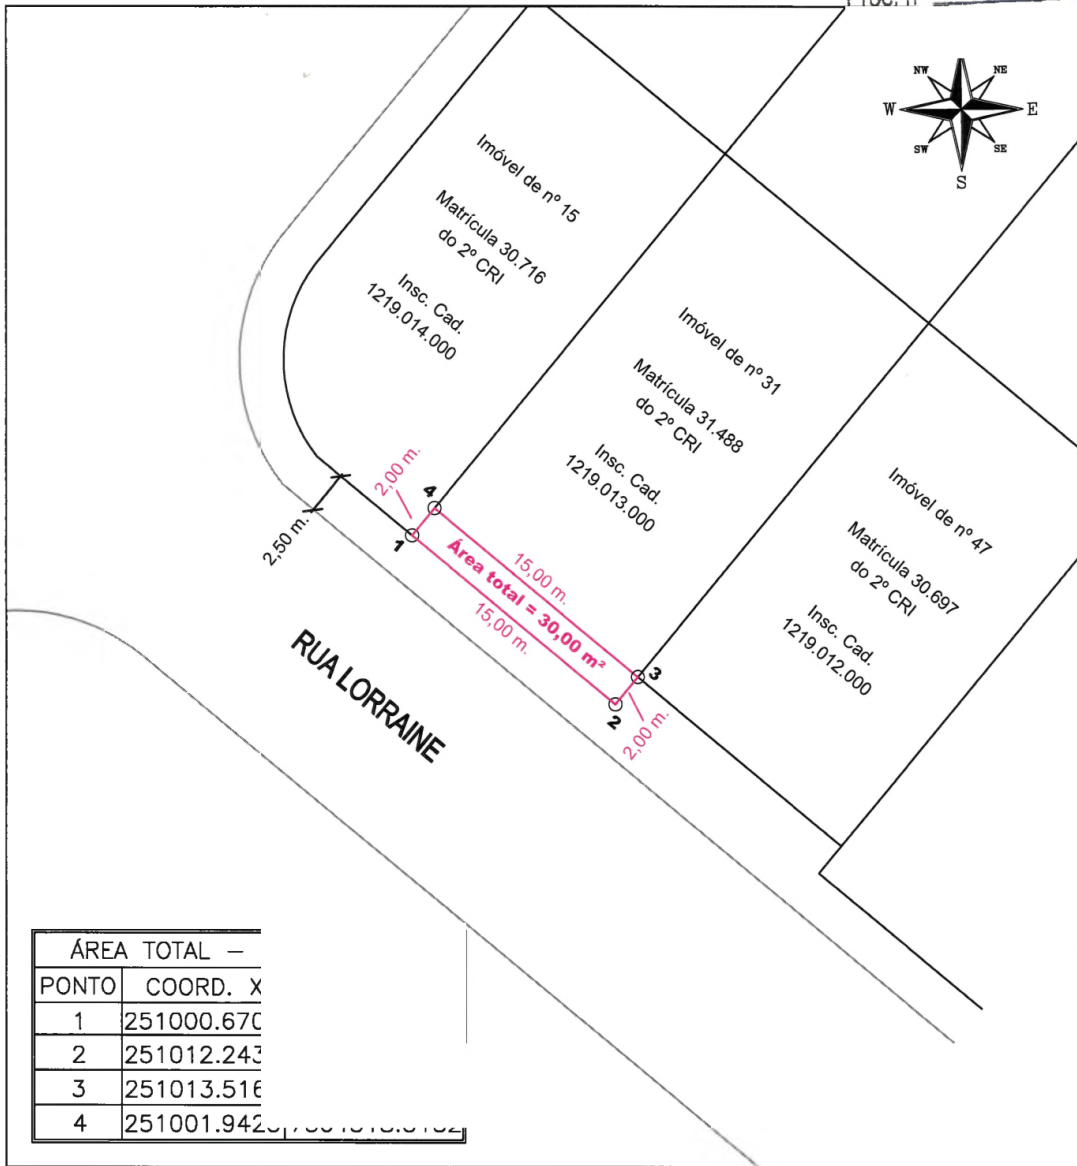 NW
NE
W
E
SW
SE
S
Imóvel de nº 15
Matrícula 30.716
do 2º CRI
Insc. Cad.
1219.014.000
Imóvel de nº 31
Matrícula 31.488
do 2º CRI
Insc. Cad.
1219.013.000
Imóvel de nº 47
Matrícula 30.697
do 2º CRI
Insc. Cad.
1219.012.000
2,00 m.
4
1
2,50 m.
15,00 m.
Área total = 30,00 m²
15,00 m.
3
2
2,00 m.
RUA LORRAINE
ÁREA TOTAL –
PONTO COORD. X
1 251000.670
2 251012.243
3 251013.516
4 251001.942